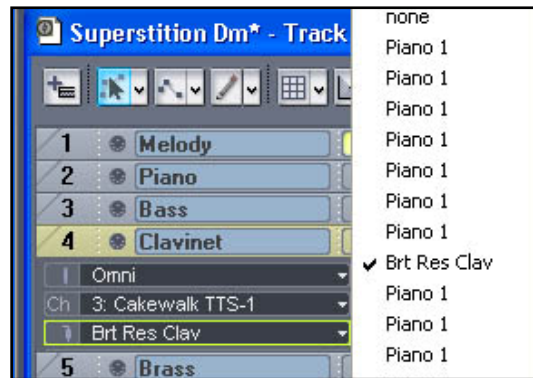 Superstition Dm* - Track
1 Melody
2 Piano
3 Bass
4 Clavinet
Omni
Ch 3: Cakewalk TTS-1
Brt Res Clav
5 Brass
none
Piano 1
Piano 1
Piano 1
Piano 1
Piano 1
Piano 1
Piano 1
Brt Res Clav
Piano 1
Piano 1
Piano 1